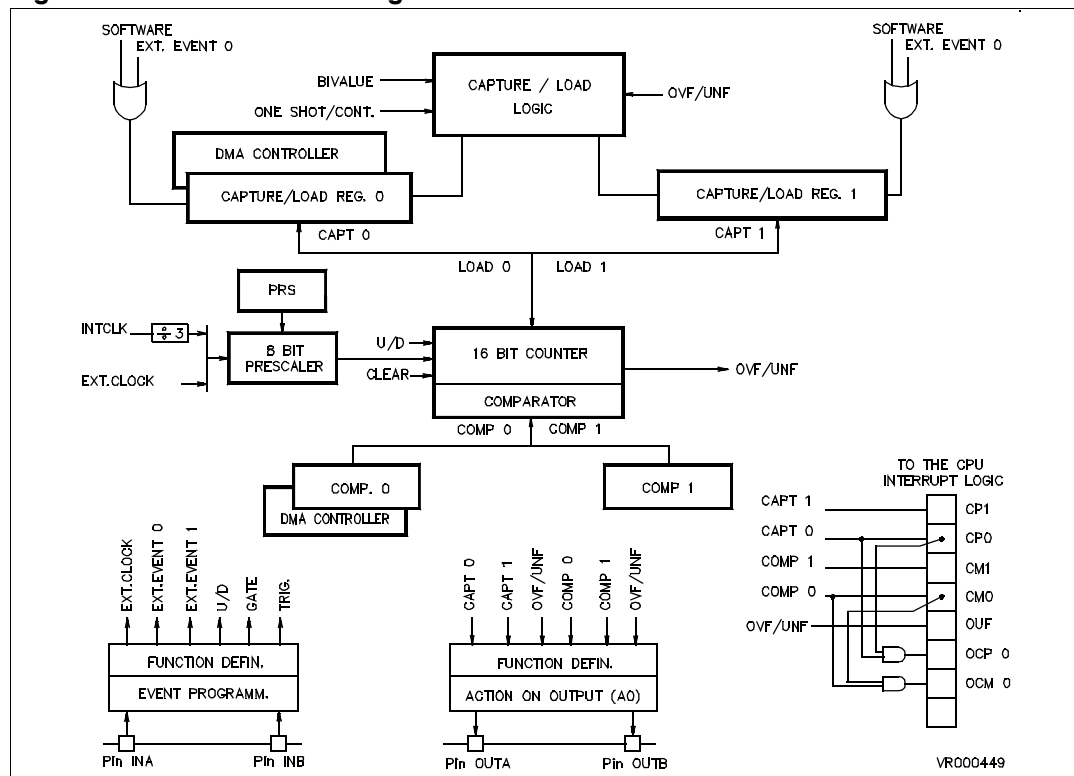 SOFTWARE
EXT. EVENT 0
SOFTWARE
EXT. EVENT 0
BIVALUE
ONE SHOT/CONT.
CAPTURE / LOAD
LOGIC
OVF/UNF
DMA CONTROLLER
CAPTURE/LOAD REG. 0
CAPTURE/LOAD REG. 1
CAPT 0
CAPT 1
LOAD 0
LOAD 1
PRS
INTCLK
÷ 3
8 BIT
PRESCALER
EXT.CLOCK
U/D
CLEAR
16 BIT COUNTER
COMPARATOR
OVF/UNF
COMP 0
COMP 1
COMP. 0
DMA CONTROLLER
COMP 1
TO THE CPU
INTERRUPT LOGIC
CAPT 1
CP1
CAPT 0
CP0
COMP 1
CM1
COMP 0
CM0
OVF/UNF
OUF
OCP 0
OCM 0
EXT.CLOCK
EXT.EVENT 0
EXT.EVENT 1
U/D
GATE
TRIG.
FUNCTION DEFIN.
EVENT PROGRAMM.
Pin INA
Pin INB
CAPT 0
CAPT 1
OVF/UNF
COMP 0
COMP 1
OVF/UNF
FUNCTION DEFIN.
ACTION ON OUTPUT (AO)
Pin OUTA
Pin OUTB
VR000449